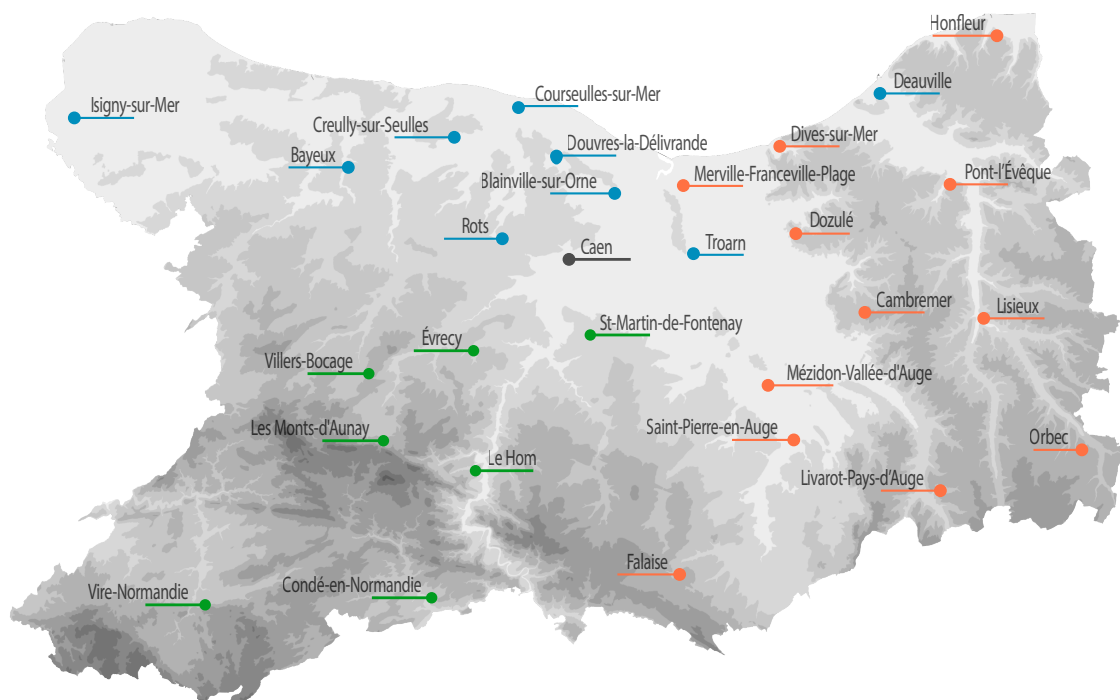 Honfleur
Deauville
Isigny-sur-Mer
Courseulles-sur-Mer
Creully-sur-Seulles
Dives-sur-Mer
Douvres-la-Délivrande
Bayeux
Merville-Franceville-Plage
Pont-l'Évêque
Blainville-sur-Orne
Dozulé
Rots
Troarn
Caen
Cambremer
Lisieux
St-Martin-de-Fontenay
Évrecy
Villers-Bocage
Mézidon-Vallée-d'Auge
Les Monts-d'Aunay
Saint-Pierre-en-Auge
Orbec
Le Hom
Livarot-Pays-d'Auge
Falaise
Condé-en-Normandie
Vire-Normandie